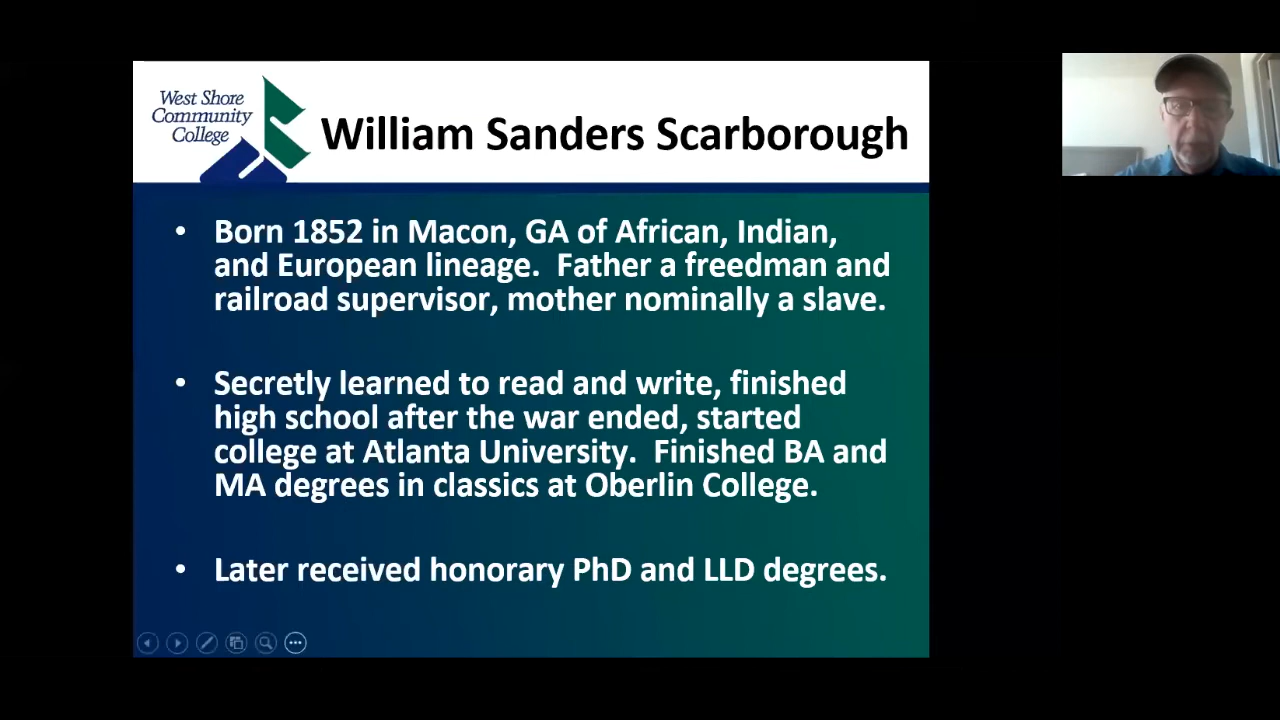 West Shore
Community
College
William Sanders Scarborough
• Born 1852 in Macon, GA of African, Indian,
and European lineage.  Father a freedman and
railroad supervisor, mother nominally a slave.
• Secretly learned to read and write, finished
high school after the war ended, started
college at Atlanta University.  Finished BA and
MA degrees in classics at Oberlin College.
• Later received honorary PhD and LLD degrees.